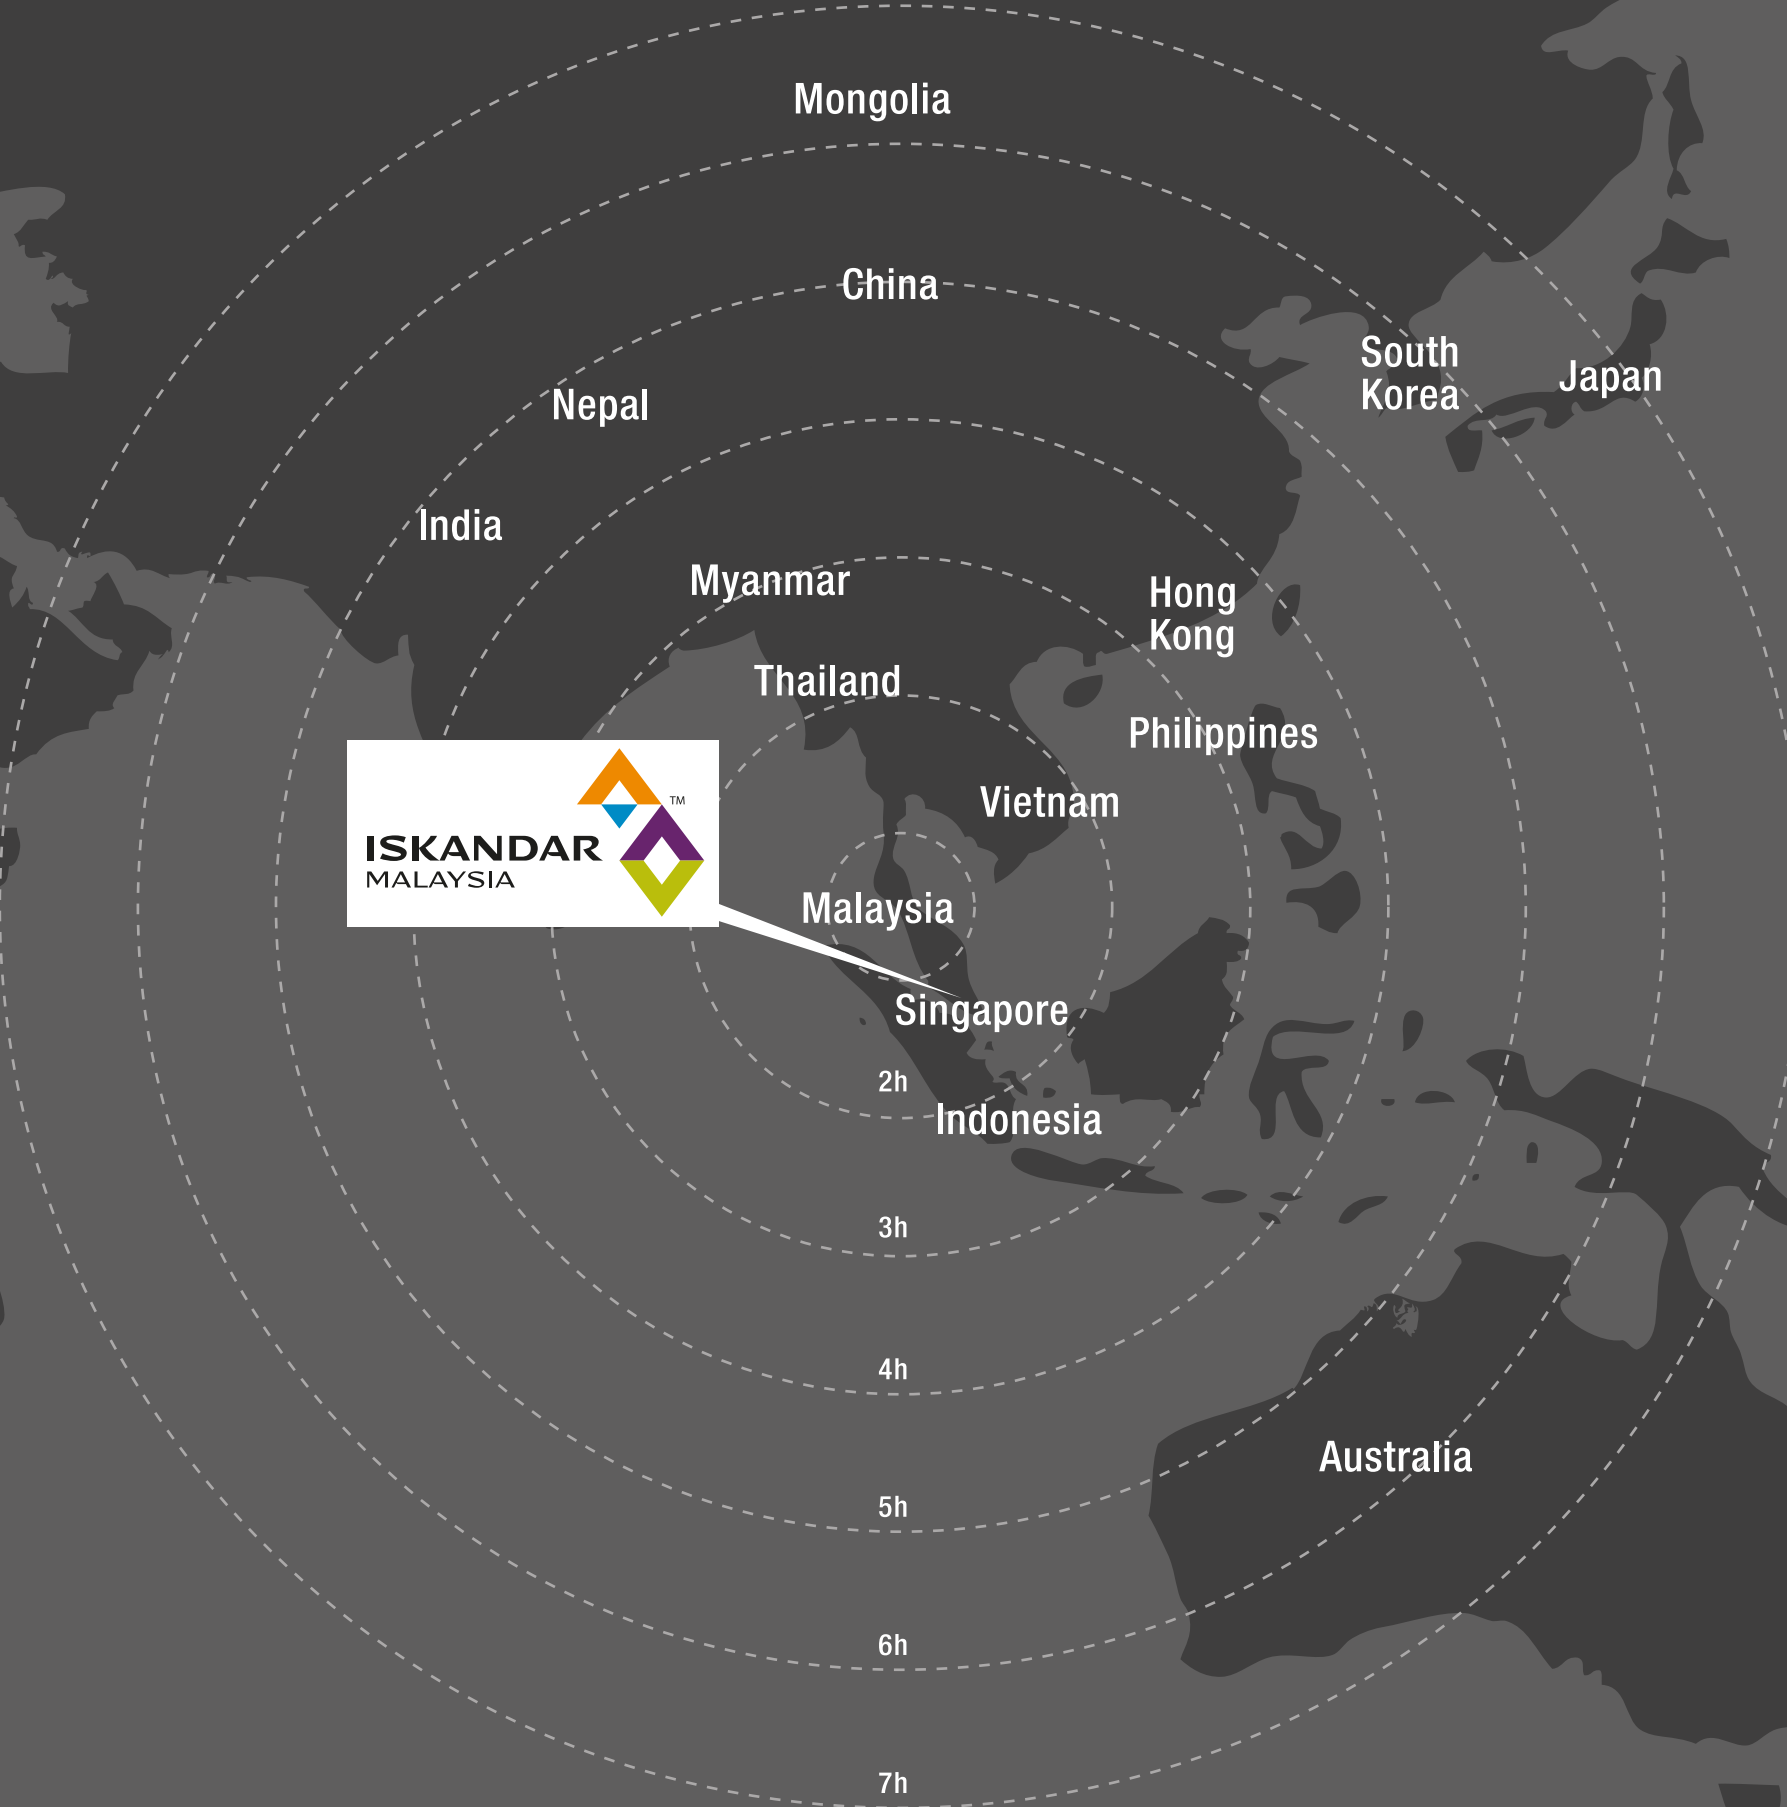 Mongolia
China
South
Korea
Japan
Nepal
India
Myanmar
Hong
Kong
Thailand
Philippines
Vietnam
TM
ISKANDAR
MALAYSIA
Malaysia
Singapore
2h
Indonesia
3h
4h
Australia
5h
6h
7h